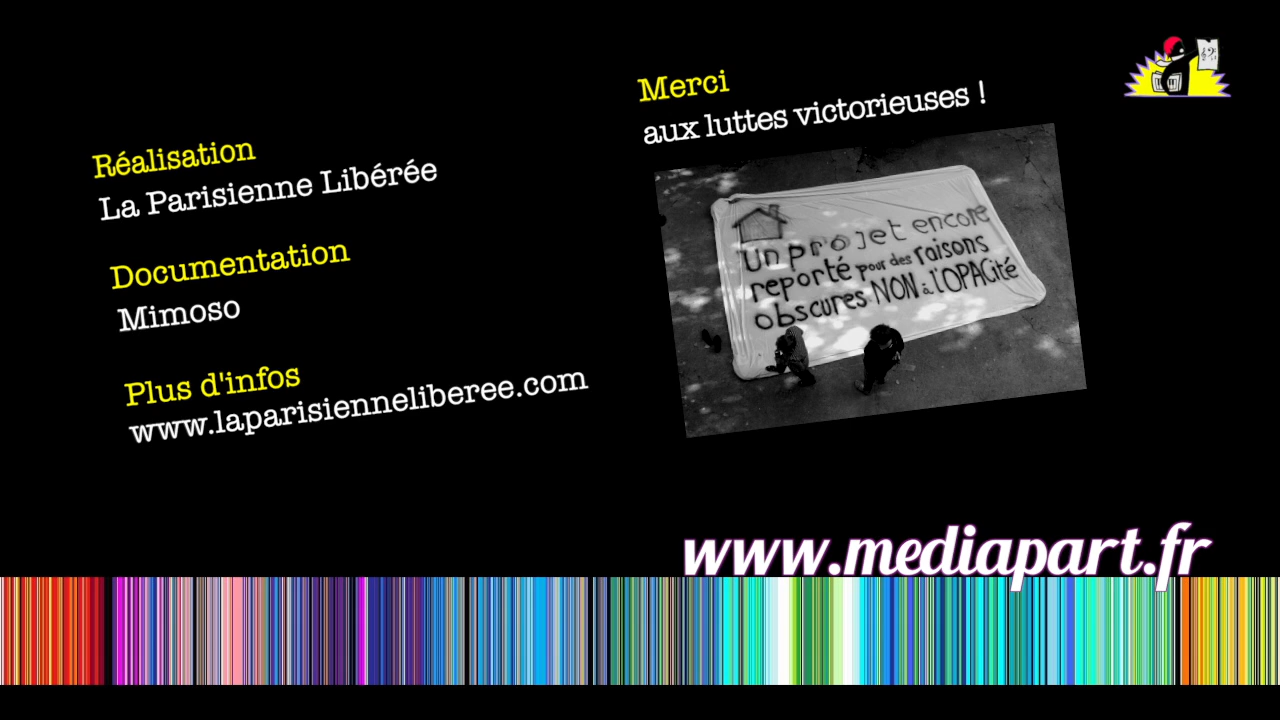 Réalisation
La Parisienne Libérée
Documentation
Mimoso
Plus d'infos
www.laparisienneliberee.com
Merci
aux luttes victorieuses !
Un projet encore
reporté pour des raisons
obscures NON à l'OPACité
www.mediapart.fr